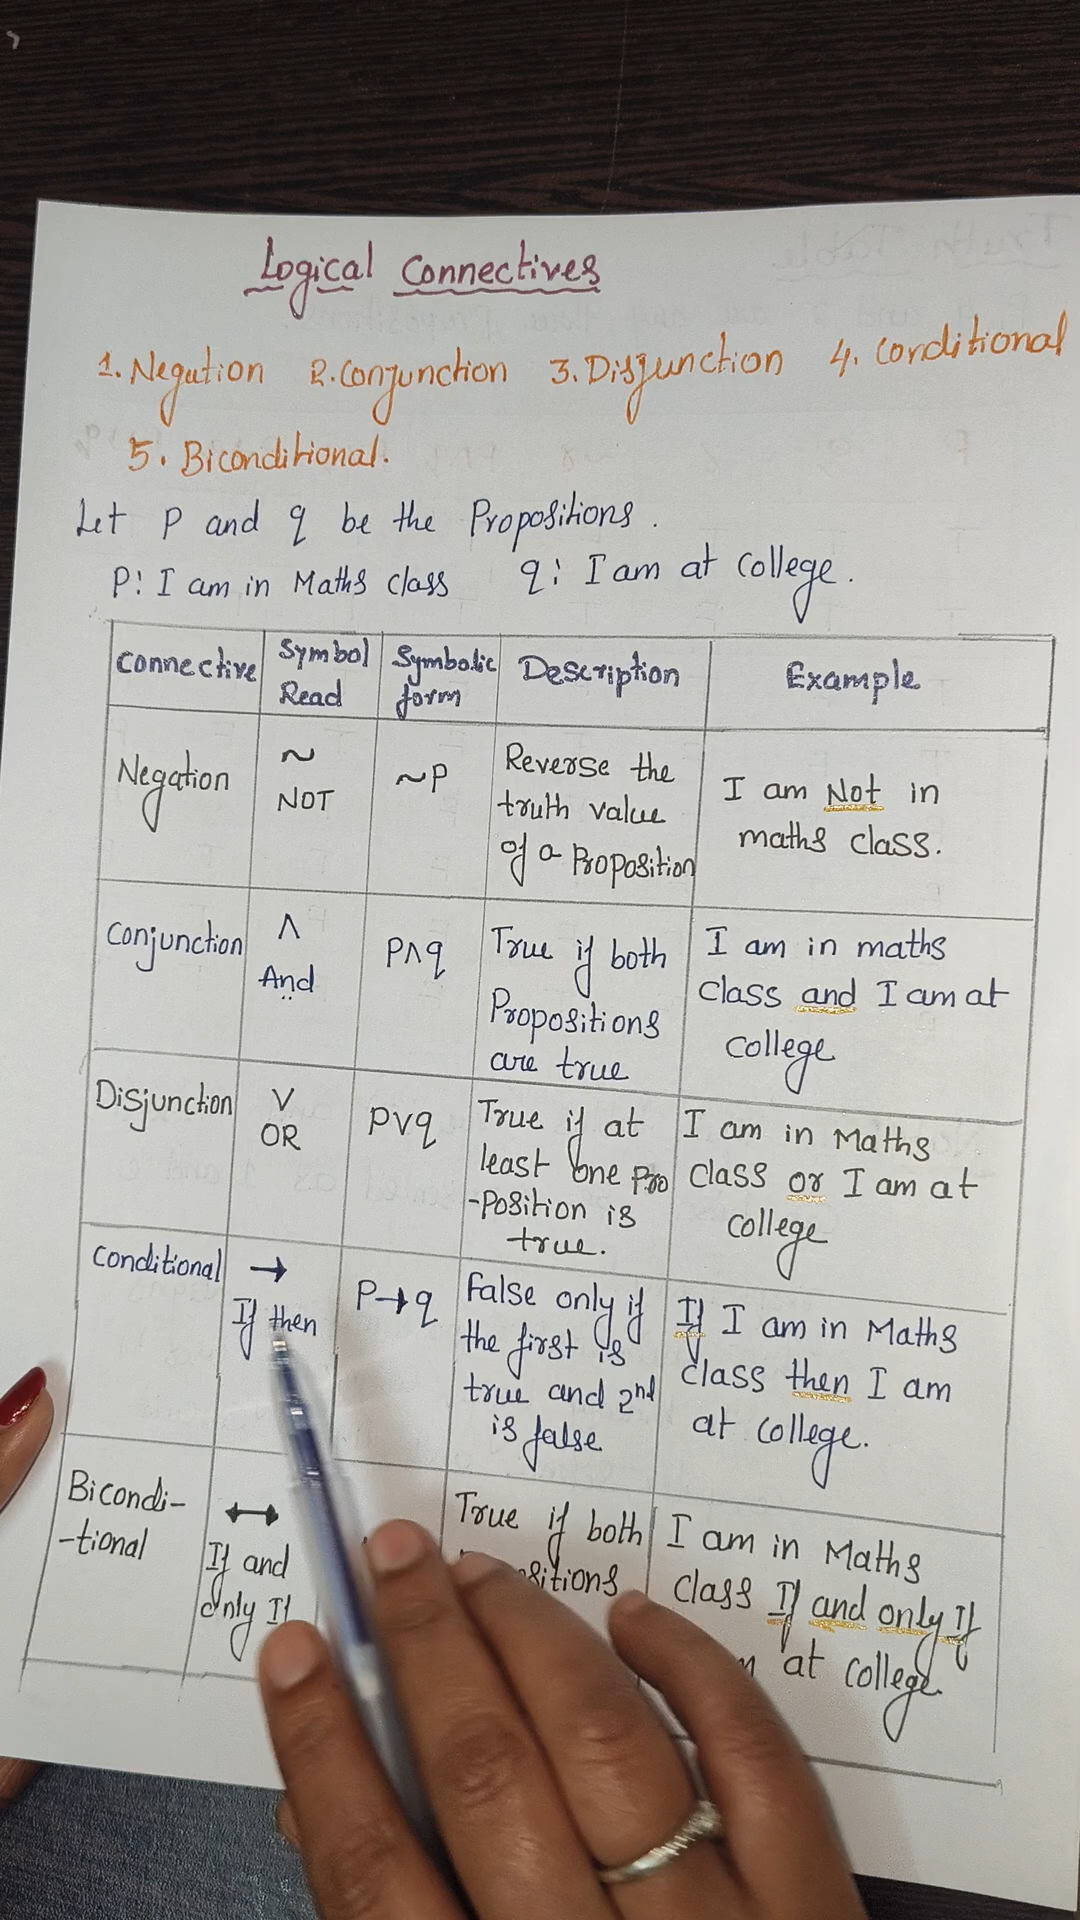 Logical Connectives
1. Negation 2. Conjunction 3. Disjunction 4. Conditional
5. Biconditional.
Let P and q be the Propositions.
P: I am in Maths class q: I am at college.
Connective
Symbol
Read
Symbolic
form
Description
Example
Negation
~
NOT
~P
Reverse the
truth value
of a Proposition
I am Not in
maths class.
Conjunction
∧
And
P∧q
True if both
Propositions
are true
I am in maths
class and I am at
college
Disjunction
∨
OR
P∨q
True if at
least one Pro
-position is
true.
I am in Maths
class or I am at
college
Conditional
→
If then
P→q
False only if
the first is
true and 2nd
is false
If I am in Maths
class then I am
at college.
Bicondi-
-tional
↔
If and
only If
True if both
I am in Maths
class If and only If
at college